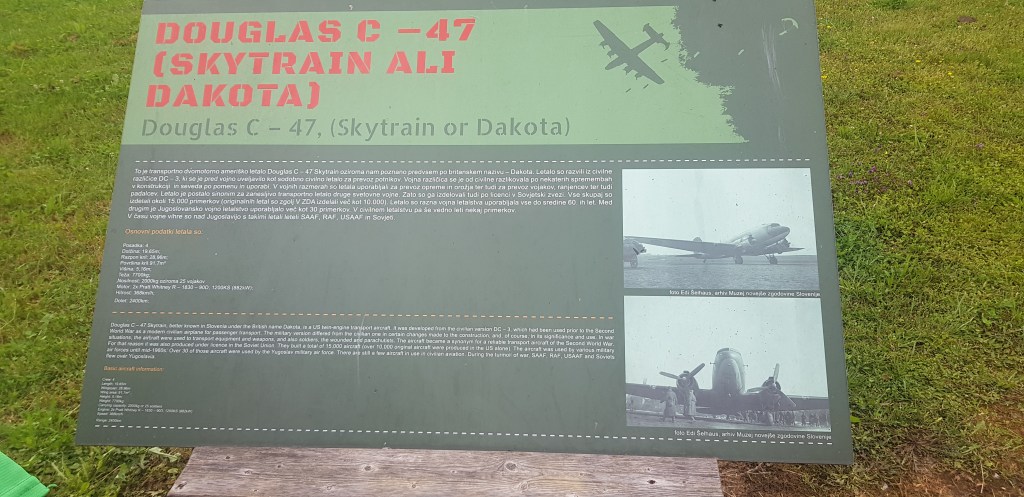 DOUGLAS C –47
(SKYTRAIN ALI
DAKOTA)
Douglas C – 47, (Skytrain or Dakota)
To je transportno dvomotorno ameriško letalo Douglas C – 47 Skytrain oziroma nam poznano predvsem po britanskem nazivu – Dakota. Letalo so razvili iz civilne
različice DC – 3, ki se je pred vojno uveljavilo kot sodobno civilno letalo za prevoz potnikov. Vojna različica se je od civilne razlikovala po nekaterih spremembah
v konstrukciji in seveda po pomenu in uporabi. V vojnih razmerah so letala uporabljali za prevoz opreme in orožja ter tudi za prevoz vojakov, ranjencev ter tudi
padalcev. Letalo je postalo sinonim za zanesljivo transportno letalo druge svetovne vojne. Zato so ga izdelovali tudi po licenci v Sovjetski zvezi. Vse skupaj so
izdelali okoli 15.000 primerkov (originalnih letal so zgolj V ZDA izdelali več kot 10.000). Letalo so razna vojna letalstva uporabljala vse do sredine 60. ih let. Med
drugim je Jugoslovansko vojno letalstvo uporabljalo več kot 30 primerkov. V civilnem letalstvu pa še vedno leti nekaj primerkov.
V času vojne vihre so nad Jugoslavijo s takimi letali leteli SAAF, RAF, USAAF in Sovjeti.
Osnovni podatki letala so:
Posadka: 4
Dolžina: 19,65m;
Razpon kril: 28,96m;
Površina kril:91,7m²
Višina: 5,16m;
Teža: 7700kg;
Nosilnost: 2000kg oziroma 25 vojakov
Motor: 2x Pratt Whitney R – 1830 – 90D, 1200KS (882kW);
Hitrost: 368km/h;
Dolet: 2400km;
Douglas C – 47 Skytrain, better known in Slovenia under the British name Dakota, is a US twin-engine transport aircraft. It was developed from the civilian version DC – 3, which had been used prior to the Second
World War as a modern civilian airplane for passenger transport. The military version differed from the civilian one in certain changes made to the construction, and, of course, in its significance and use. In war
situations, the aircraft were used to transport equipment and weapons, and also soldiers, the wounded and parachutists. The aircraft became a synonym for a reliable transport aircraft of the Second World War.
For that reason it was also produced under licence in the Soviet Union. They built a total of 15,000 aircraft (over 10,000 original aircraft were produced in the US alone). The aircraft was used by various military
air forces until mid-1960s. Over 30 of those aircraft were used by the Yugoslav military air force. There are still a few aircraft in use in civilian aviation. During the turmoil of war, SAAF, RAF, USAAF and Soviets
flew over Yugoslavia.
Basic aircraft information:
Length: 19,65m
Height: 5,16m
Weight: 7700kg
foto Edi Šelhaus, arhiv Muzej novejše zgodovine Slovenije
foto Edi Šelhaus, arhiv Muzej novejše zgodovine Slovenije